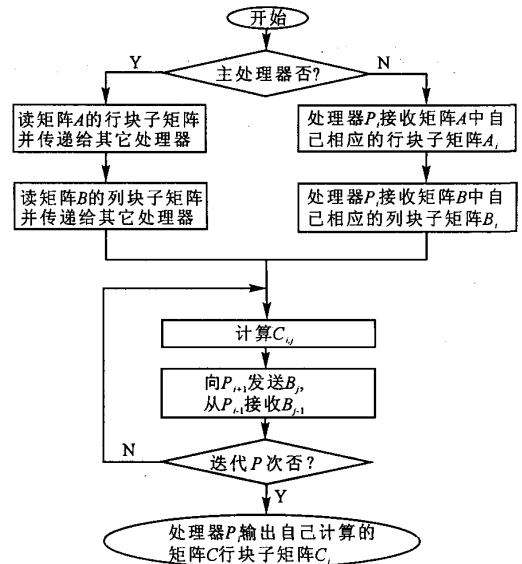 开始
主处理器否?
Y
N
读矩阵A的行块子矩阵
并传递给其它处理器
处理器Pᵢ接收矩阵A中自
己相应的行块子矩阵Aᵢ
读矩阵B的列块子矩阵
并传递给其它处理器
处理器Pᵢ接收矩阵B中自
己相应的列块子矩阵Bᵢ
计算Cᵢ,ⱼ
向Pᵢ₊₁发送Bⱼ,
从Pᵢ₋₁接收Bⱼ₋₁
N
迭代P次否?
Y
处理器Pᵢ输出自己计算的
矩阵C行块子矩阵Cᵢ